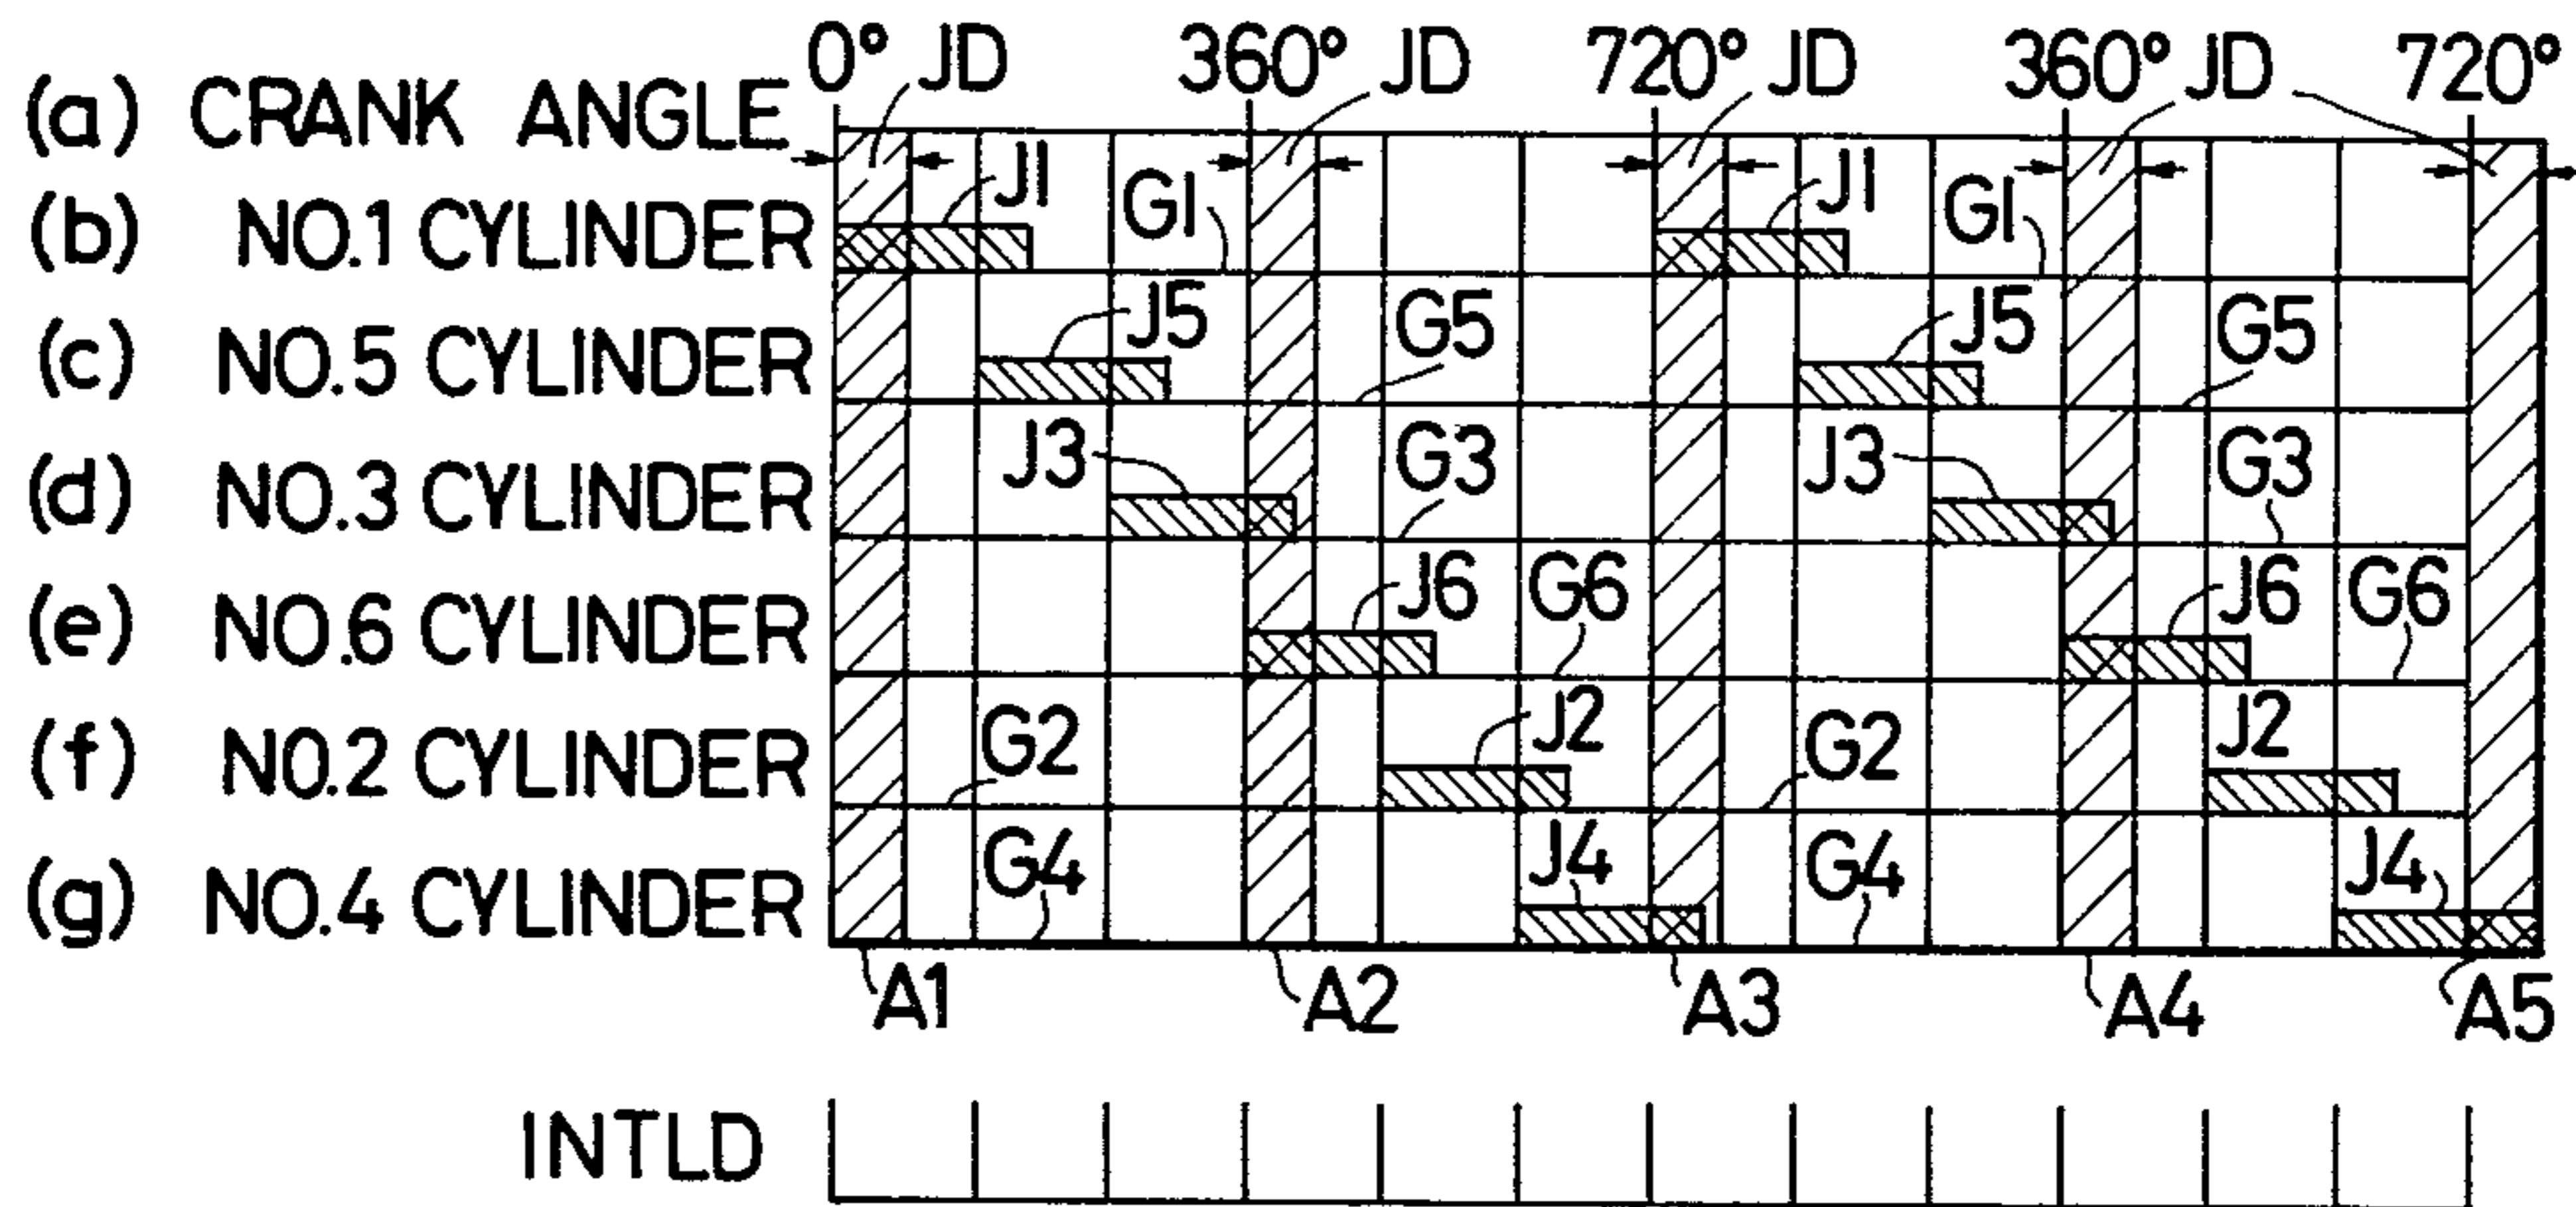 0° JD 360° JD 720° JD 360° JD 720°
(a) CRANK ANGLE
J1 G1 J1 G1
(b) NO.1 CYLINDER
J5 G5 J5 G5
(c) NO.5 CYLINDER
J3 G3 J3 G3
(d) NO.3 CYLINDER
J6 G6 J6 G6
(e) NO.6 CYLINDER
G2 J2 G2 J2
(f) NO.2 CYLINDER
G4 J4 G4 J4
(g) NO.4 CYLINDER
A1 A2 A3 A4 A5
INTLD